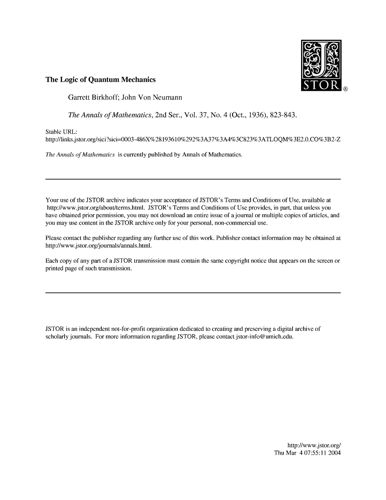 JSTOR
®
The Logic of Quantum Mechanics
Garrett Birkhoff; John Von Neumann
The Annals of Mathematics, 2nd Ser., Vol. 37, No. 4 (Oct., 1936), 823-843.
Stable URL:
http://links.jstor.org/sici?sici=0003-486X%28193610%292%3A37%3A4%3C823%3ATLOQM%3E2.0.CO%3B2-Z
The Annals of Mathematics is currently published by Annals of Mathematics.
Your use of the JSTOR archive indicates your acceptance of JSTOR's Terms and Conditions of Use, available at
http://www.jstor.org/about/terms.html. JSTOR's Terms and Conditions of Use provides, in part, that unless you
have obtained prior permission, you may not download an entire issue of a journal or multiple copies of articles, and
you may use content in the JSTOR archive only for your personal, non-commercial use.
Please contact the publisher regarding any further use of this work. Publisher contact information may be obtained at
http://www.jstor.org/journals/annals.html.
Each copy of any part of a JSTOR transmission must contain the same copyright notice that appears on the screen or
printed page of such transmission.
JSTOR is an independent not-for-profit organization dedicated to creating and preserving a digital archive of
scholarly journals. For more information regarding JSTOR, please contact jstor-info@umich.edu.
http://www.jstor.org/
Thu Mar 4 07:55:11 2004